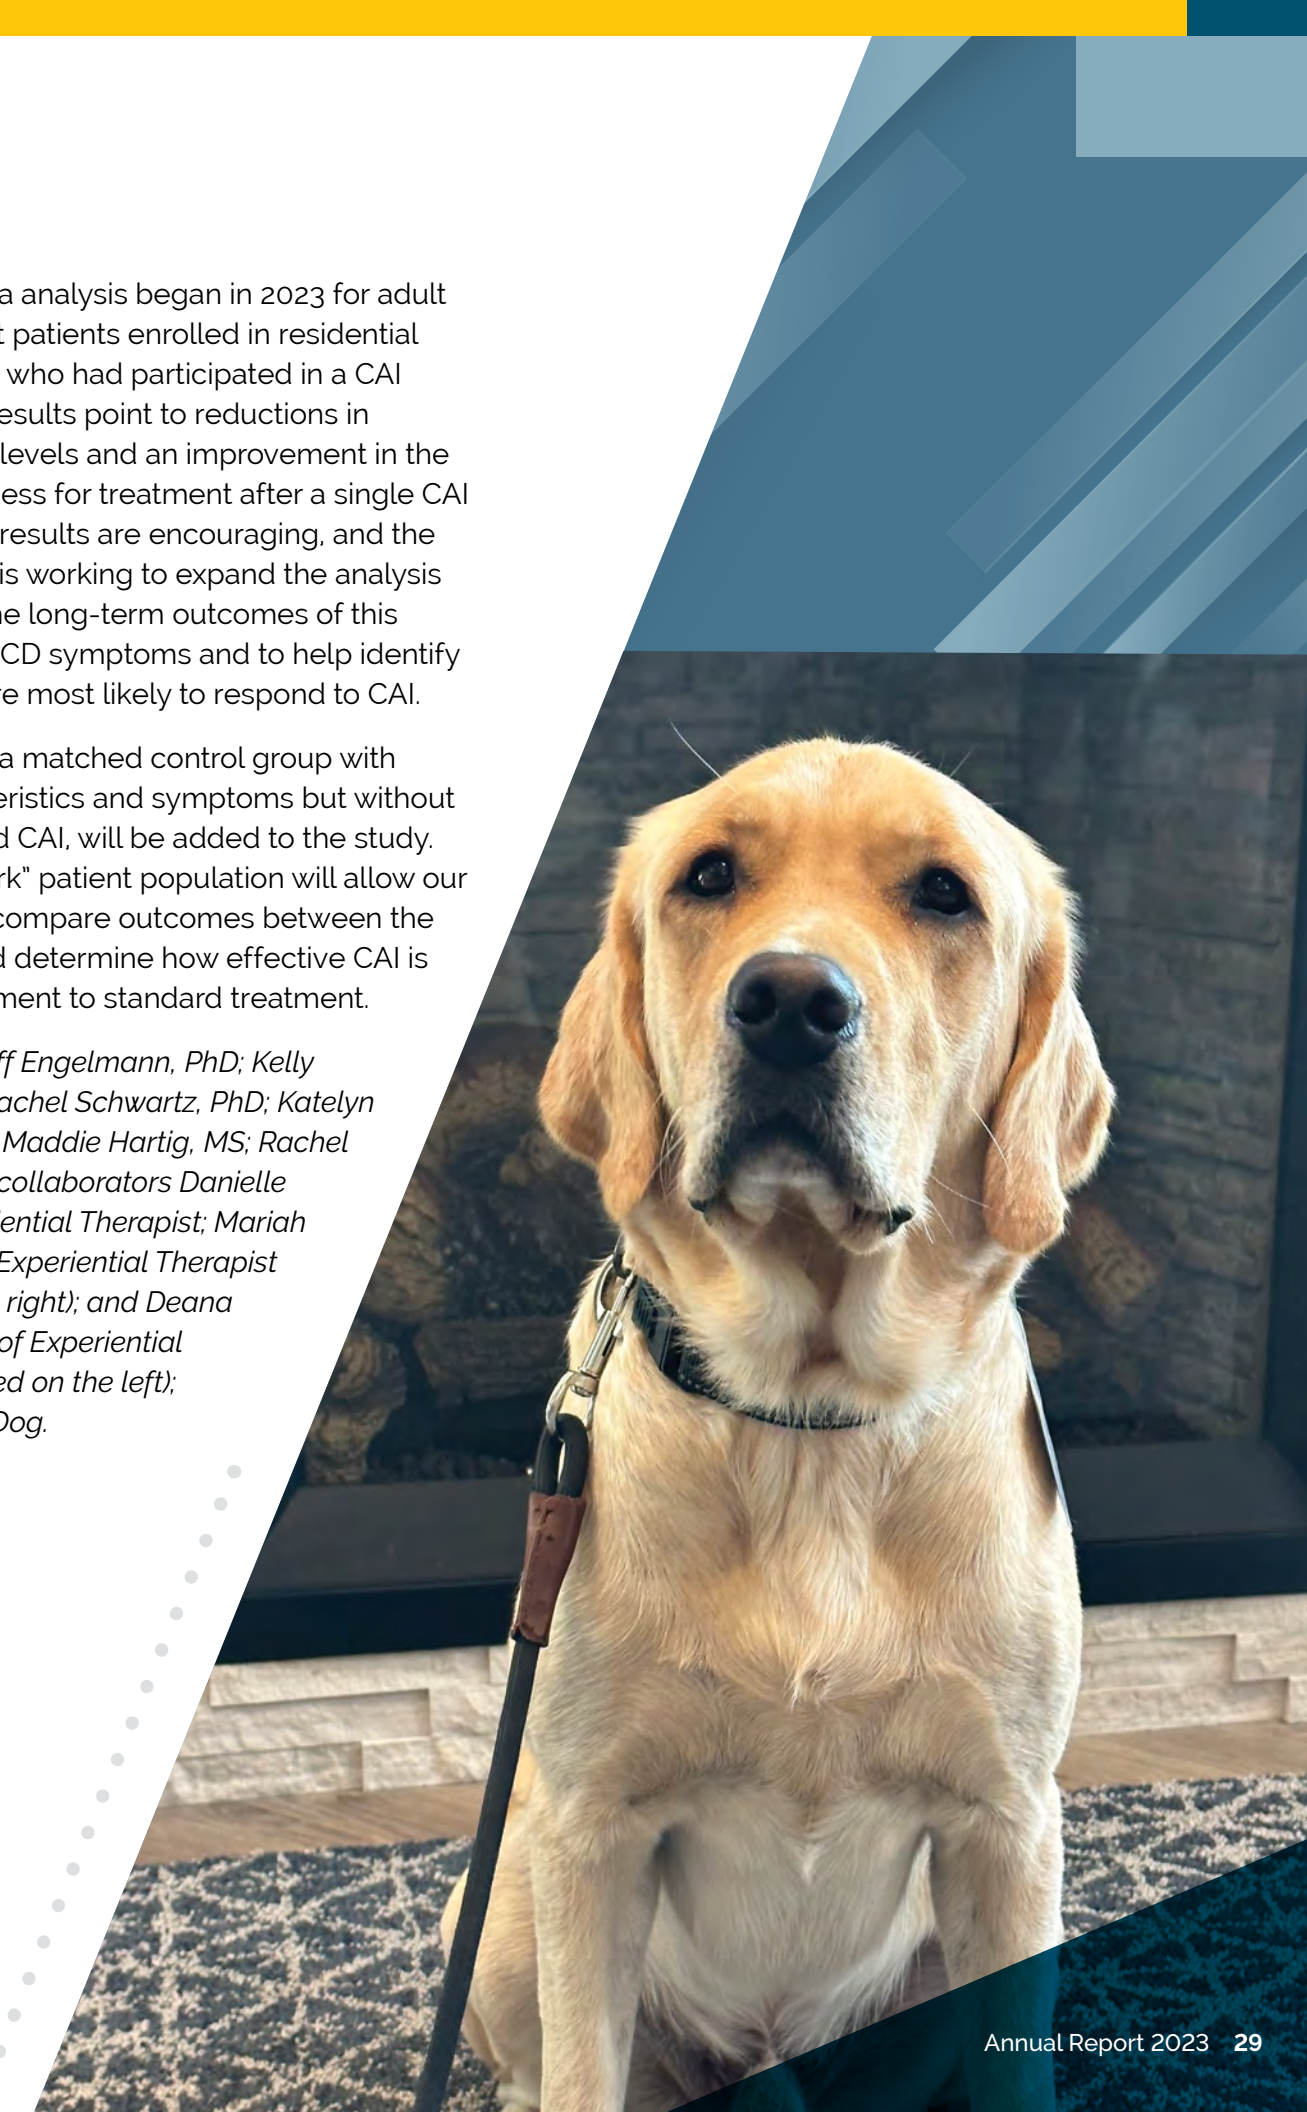 a analysis began in 2023 for adult
t patients enrolled in residential
who had participated in a CAI
esults point to reductions in
levels and an improvement in the
ess for treatment after a single CAI
results are encouraging, and the
is working to expand the analysis
he long-term outcomes of this
CD symptoms and to help identify
re most likely to respond to CAI.
a matched control group with
eristics and symptoms but without
d CAI, will be added to the study.
rk” patient population will allow our
compare outcomes between the
d determine how effective CAI is
ment to standard treatment.
ff Engelmann, PhD; Kelly
achel Schwartz, PhD; Katelyn
Maddie Hartig, MS; Rachel
collaborators Danielle
iential Therapist; Mariah
Experiential Therapist
right); and Deana
of Experiential
ed on the left);
Dog.
Annual Report 2023 29